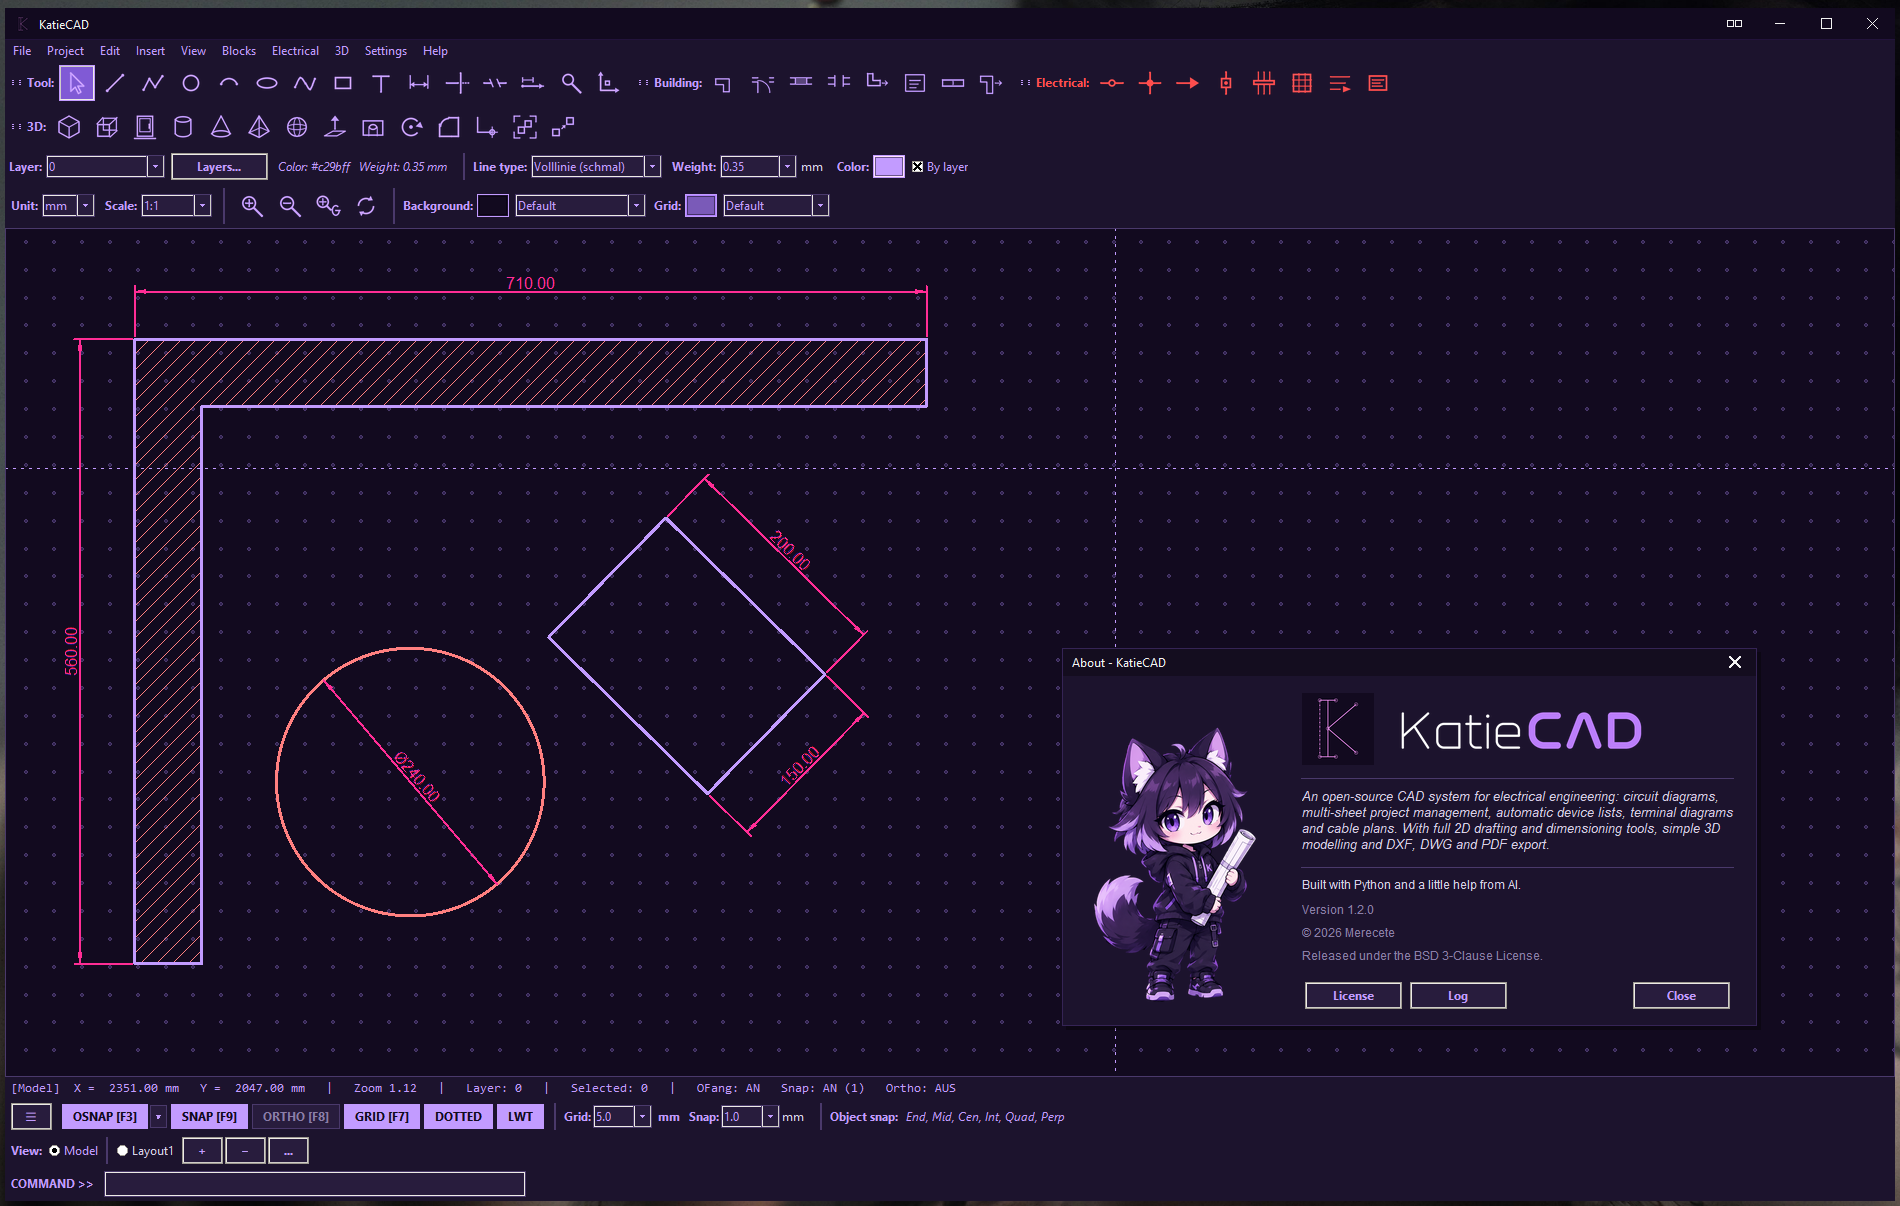 KatieCAD
File Project Edit Insert View Blocks Electrical 3D Settings Help
Tool: Building: Electrical:
3D:
Layer: 0 Layers... Color: #c29bff Weight: 0.35 mm Line type: Volllinie (schmal) Weight: 0.35 mm Color: By layer
Unit: mm Scale: 1:1 Background: Default Grid: Default
710.00
560.00
200.00
150.00
Ø240.00
About - KatieCAD
KatieCAD
An open-source CAD system for electrical engineering: circuit diagrams,
multi-sheet project management, automatic device lists, terminal diagrams
and cable plans. With full 2D drafting and dimensioning tools, simple 3D
modelling and DXF, DWG and PDF export.
Built with Python and a little help from AI.
Version 1.2.0
© 2026 Merecete
Released under the BSD 3-Clause License.
License Log Close
[Model] X = 2351.00 mm Y = 2047.00 mm | Zoom 1.12 | Layer: 0 | Selected: 0 | OFang: AN Snap: AN (1) Ortho: AUS
OSNAP [F3] SNAP [F9] ORTHO [F8] GRID [F7] DOTTED LWT Grid: 5.0 mm Snap: 1.0 mm Object snap: End, Mid, Cen, Int, Quad, Perp
View: Model Layout1 + − ...
COMMAND >>